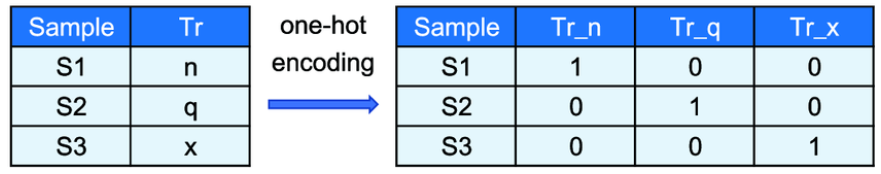 Sample Tr
S1 n
S2 q
S3 x
one-hot
encoding
Sample Tr_n Tr_q Tr_x
S1 1 0 0
S2 0 1 0
S3 0 0 1